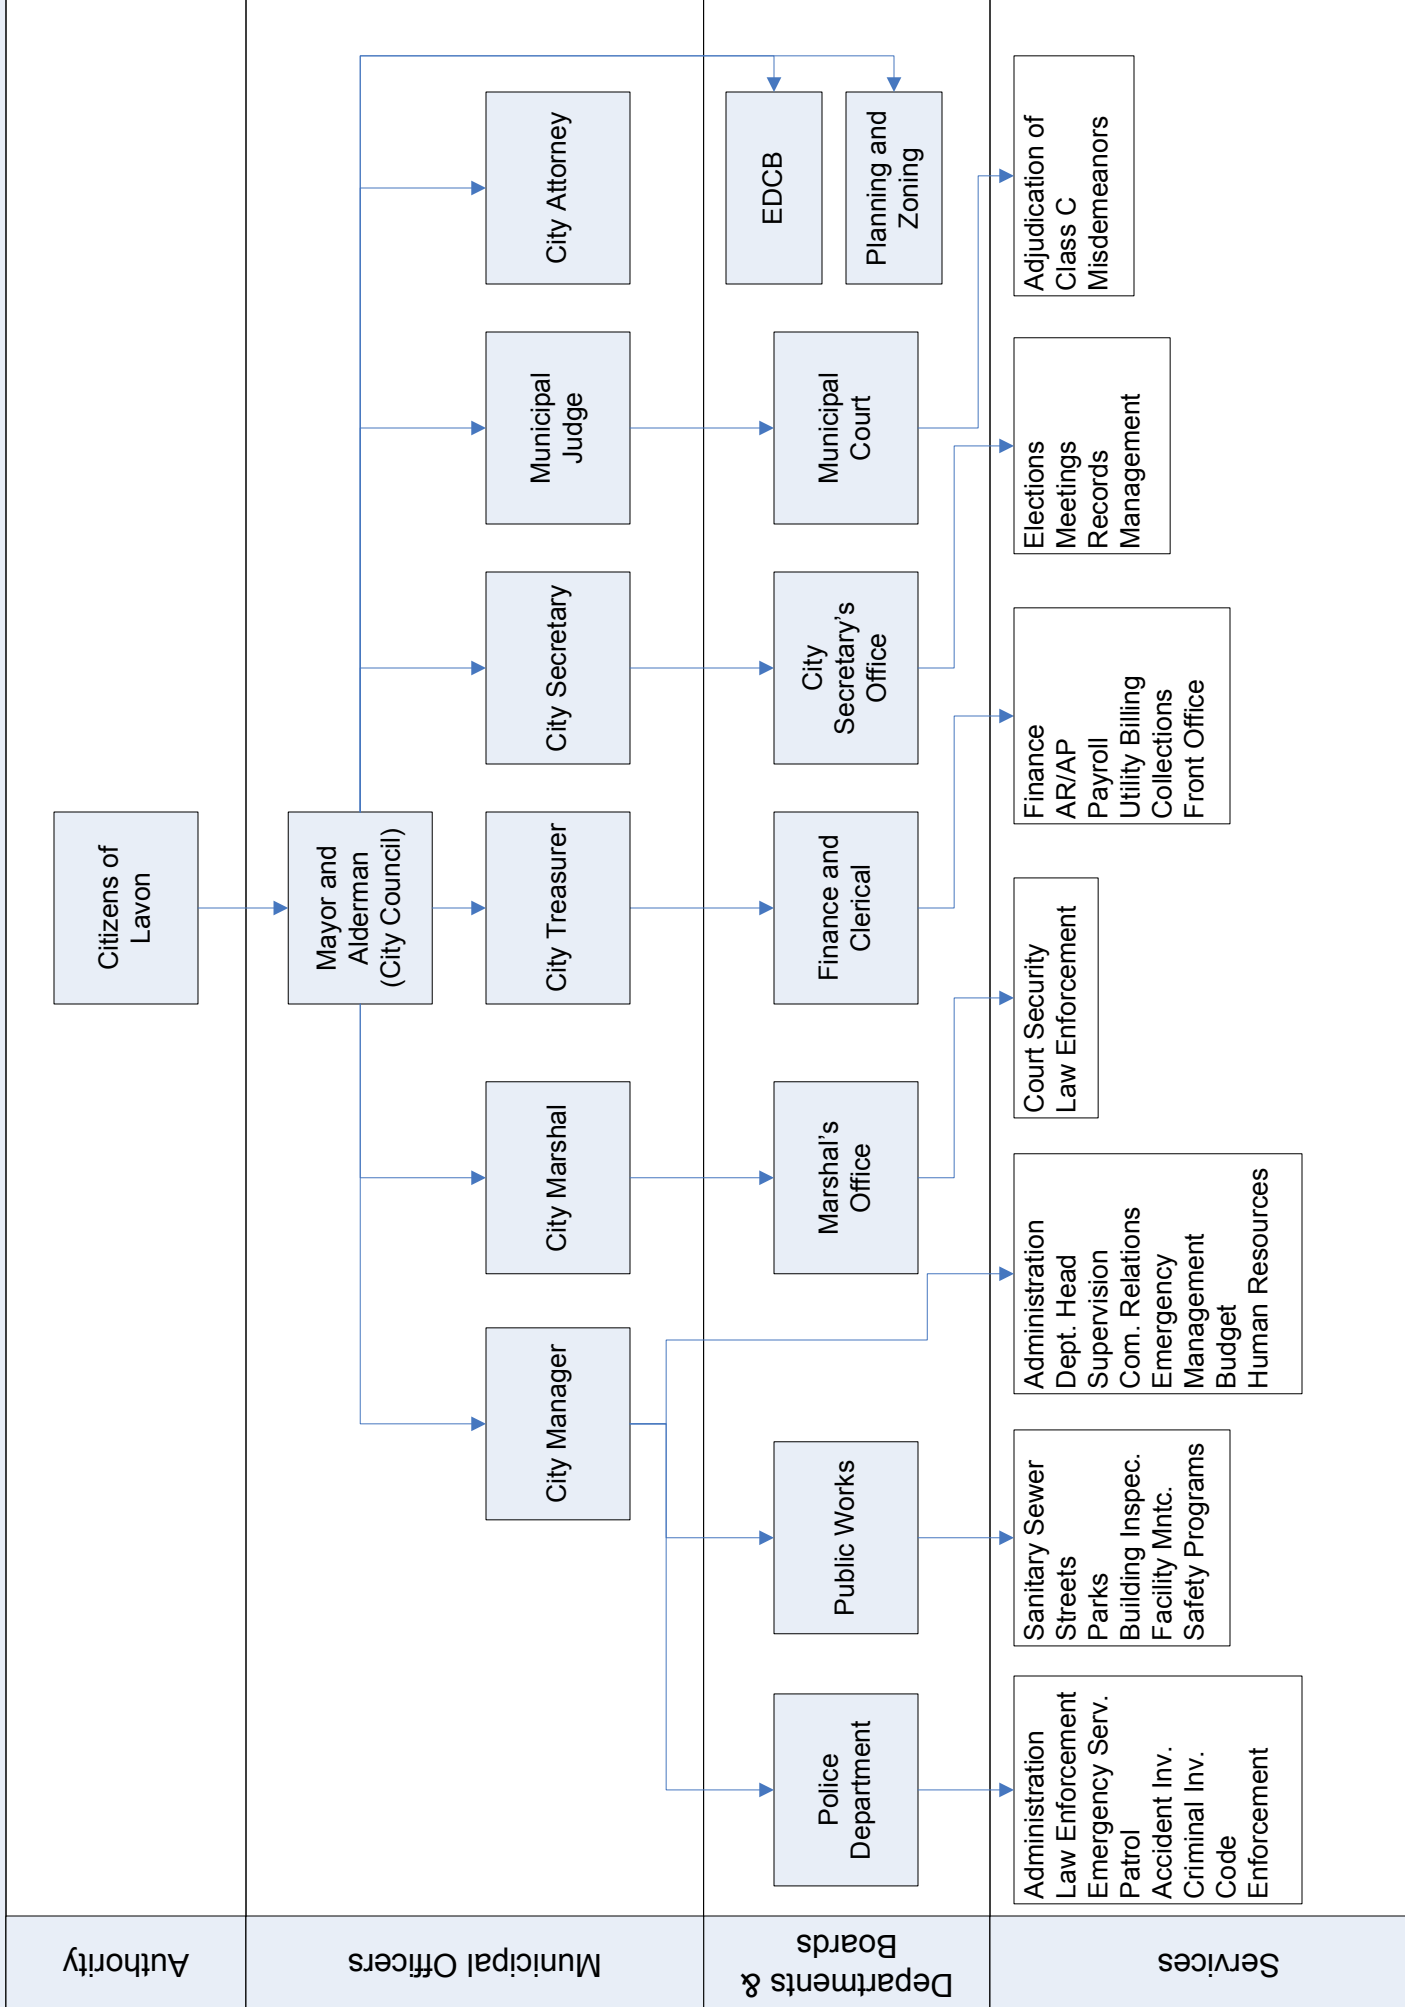 Authority
Citizens of
Lavon
Municipal Officers
Mayor and
Alderman
(City Council)
City Manager
City Marshal
City Treasurer
City Secretary
Municipal
Judge
City Attorney
Departments &
Boards
Police
Department
Public Works
Marshal’s
Office
Finance and
Clerical
City
Secretary’s
Office
Municipal
Court
EDCB
Planning and
Zoning
Services
Administration
Law Enforcement
Emergency Serv.
Patrol
Accident Inv.
Criminal Inv.
Code
Enforcement
Sanitary Sewer
Streets
Parks
Building Inspec.
Facility Mntc.
Safety Programs
Administration
Dept. Head
Supervision
Com. Relations
Emergency
Management
Budget
Human Resources
Court Security
Law Enforcement
Finance
AR/AP
Payroll
Utility Billing
Collections
Front Office
Elections
Meetings
Records
Management
Adjudication of
Class C
Misdemeanors